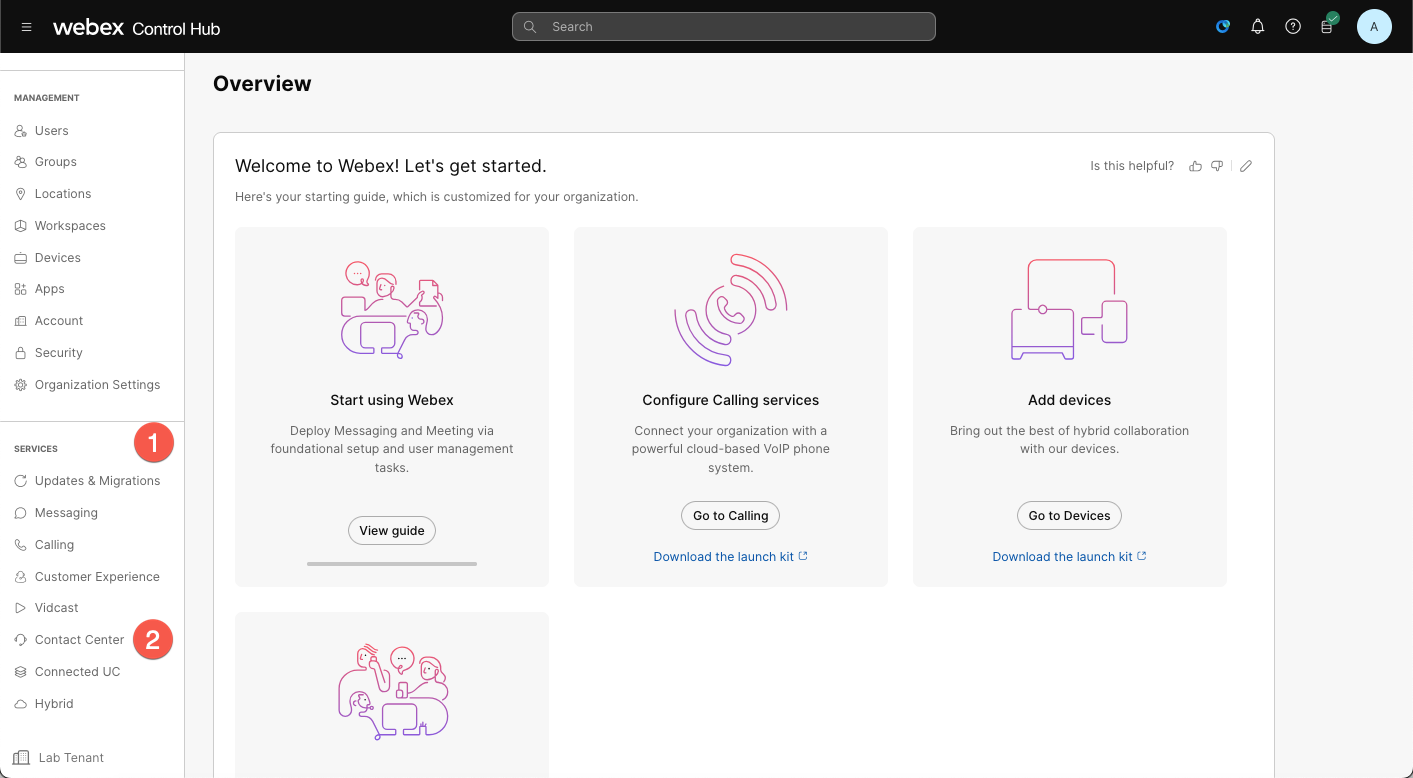 webex Control Hub
Search
A
MANAGEMENT
Users
Groups
Locations
Workspaces
Devices
Apps
Account
Security
Organization Settings
SERVICES
1
Updates & Migrations
Messaging
Calling
Customer Experience
Vidcast
Contact Center
2
Connected UC
Hybrid
Lab Tenant
Overview
Welcome to Webex! Let's get started.
Is this helpful?
Here's your starting guide, which is customized for your organization.
Start using Webex
Deploy Messaging and Meeting via
foundational setup and user management
tasks.
View guide
Configure Calling services
Connect your organization with a
powerful cloud-based VoIP phone
system.
Go to Calling
Download the launch kit
Add devices
Bring out the best of hybrid collaboration
with our devices.
Go to Devices
Download the launch kit